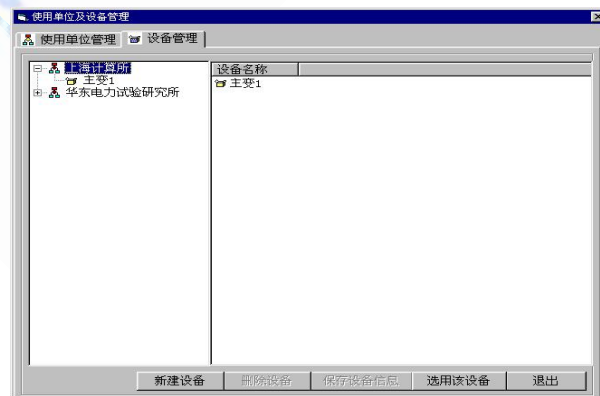 使用单位及设备管理
使用单位管理 设备管理
上海计算所
主变1
华东电力试验研究所
设备名称
主变1
新建设备 删除设备 保存设备信息 选用该设备 退出